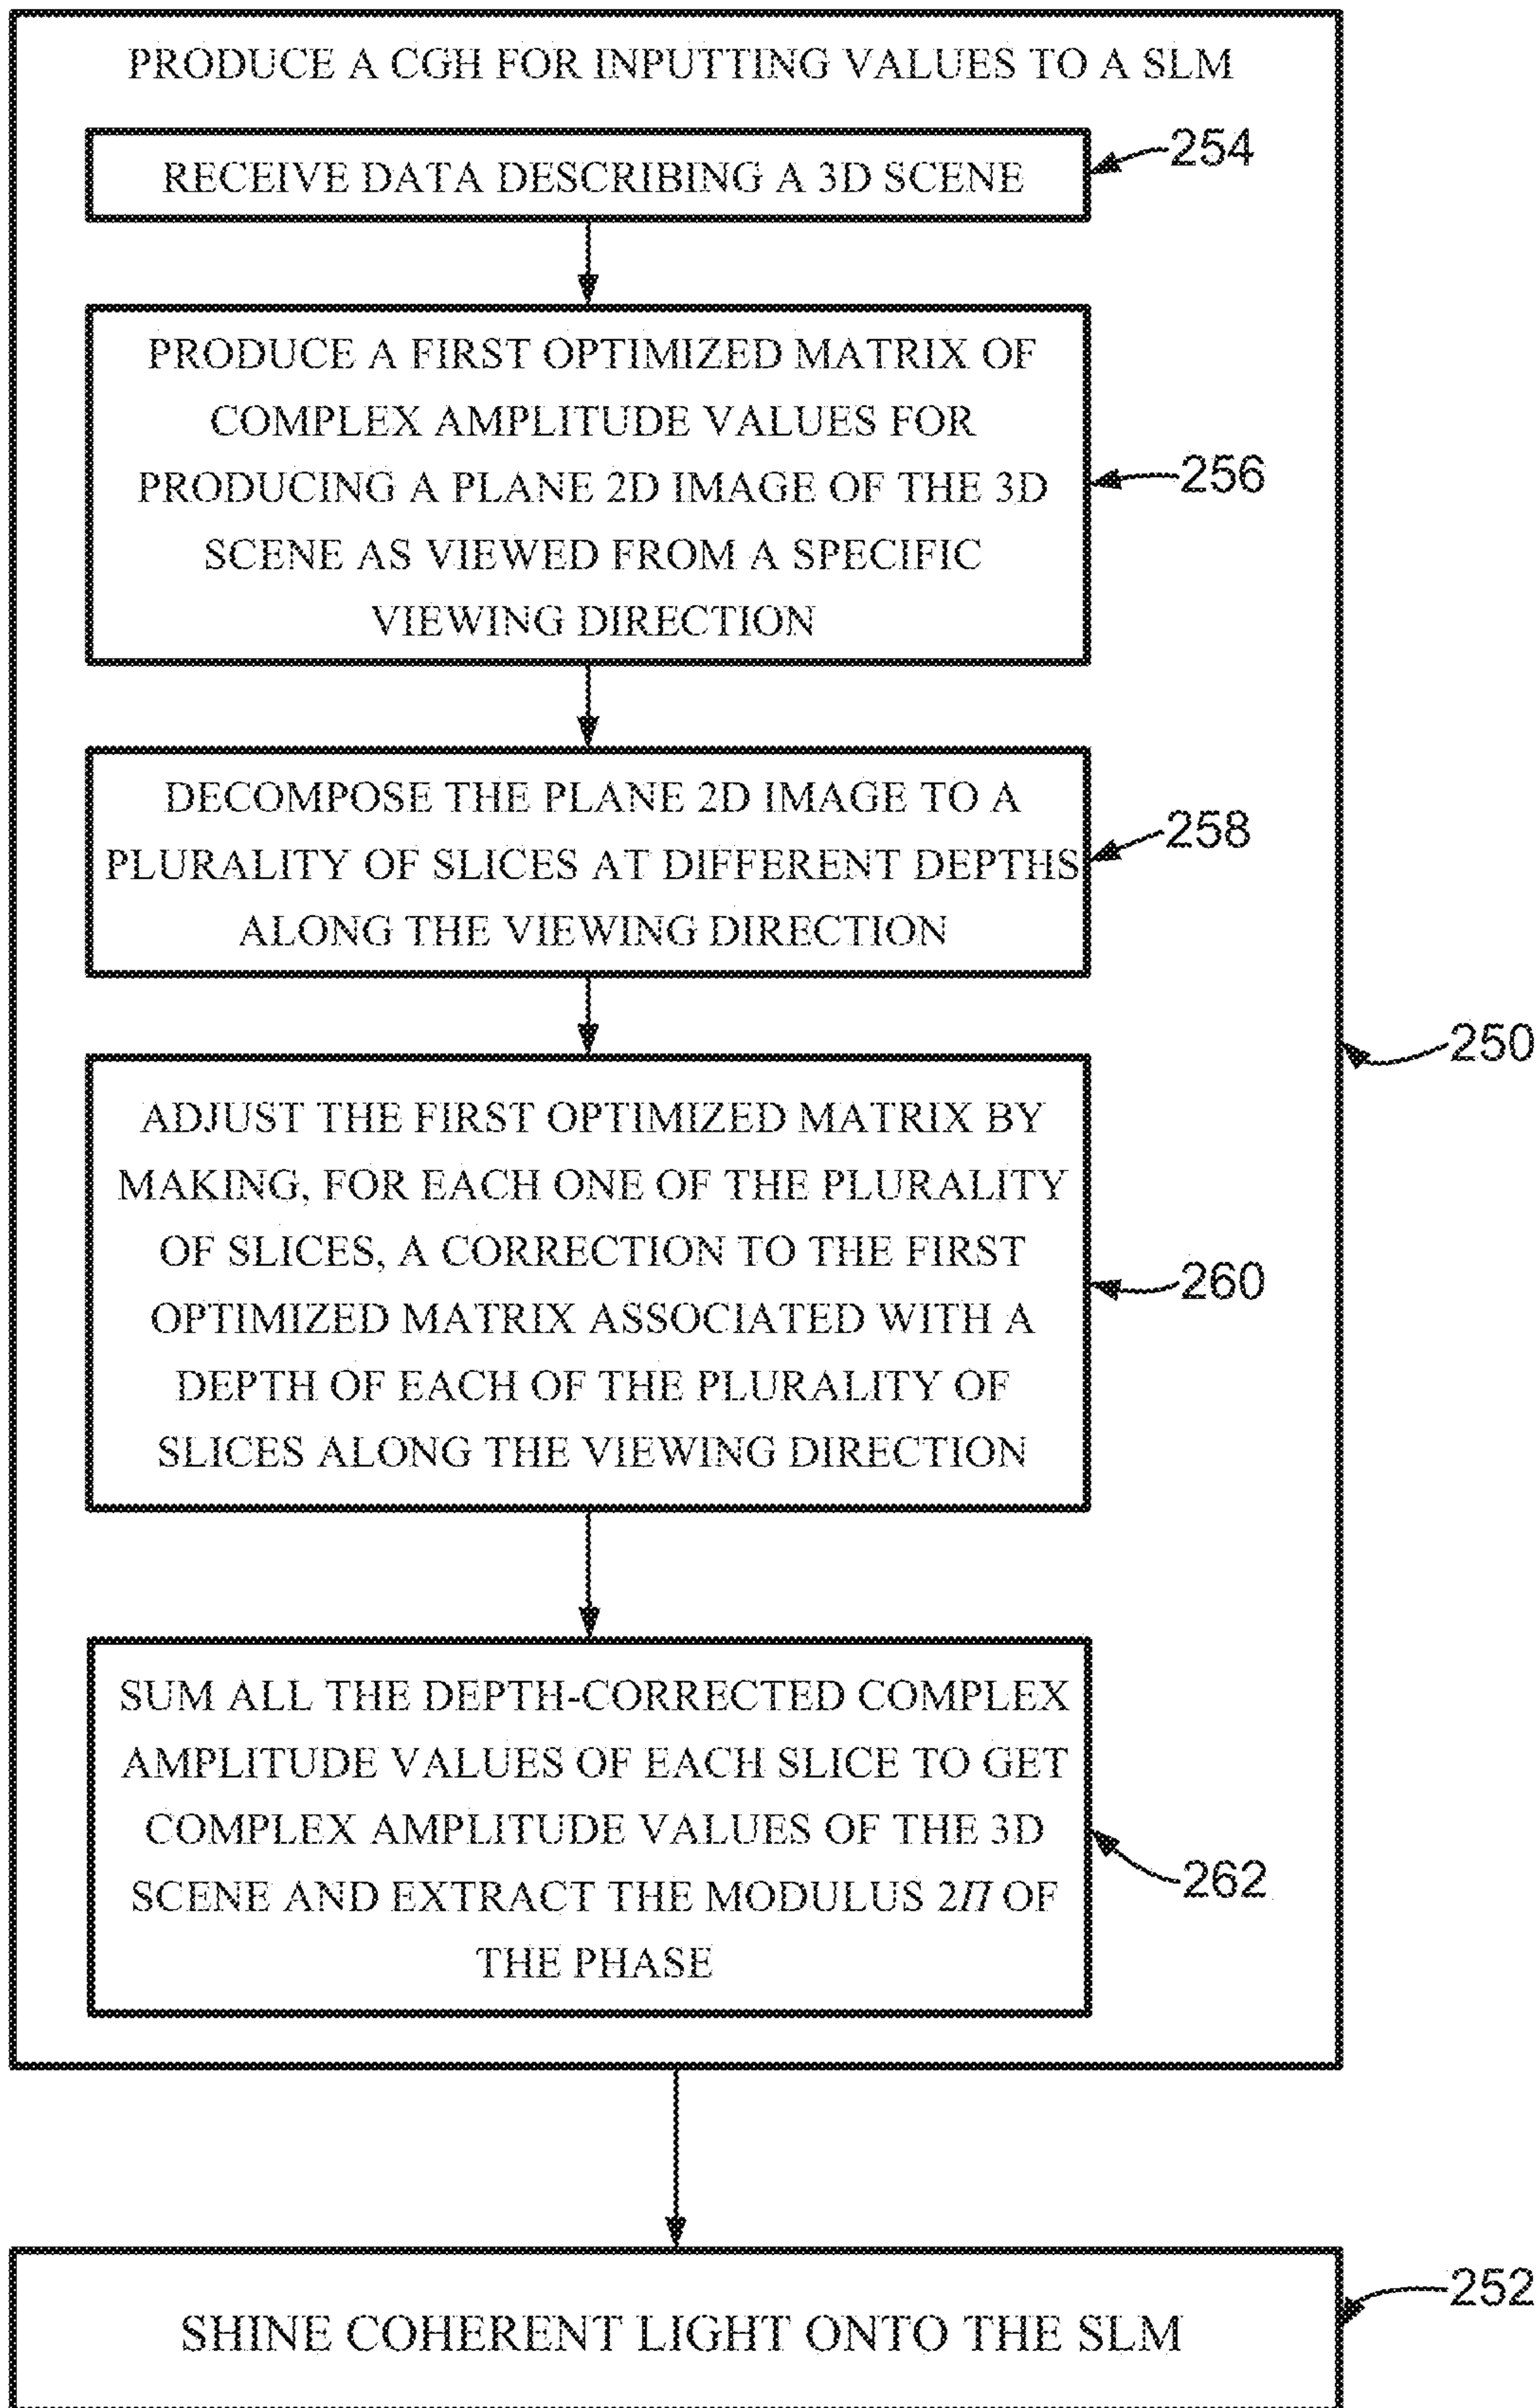 PRODUCE A CGH FOR INPUTTING VALUES TO A SLM
RECEIVE DATA DESCRIBING A 3D SCENE
254
PRODUCE A FIRST OPTIMIZED MATRIX OF
COMPLEX AMPLITUDE VALUES FOR
PRODUCING A PLANE 2D IMAGE OF THE 3D
SCENE AS VIEWED FROM A SPECIFIC
VIEWING DIRECTION
256
DECOMPOSE THE PLANE 2D IMAGE TO A
PLURALITY OF SLICES AT DIFFERENT DEPTHS
ALONG THE VIEWING DIRECTION
258
250
ADJUST THE FIRST OPTIMIZED MATRIX BY
MAKING, FOR EACH ONE OF THE PLURALITY
OF SLICES, A CORRECTION TO THE FIRST
OPTIMIZED MATRIX ASSOCIATED WITH A
DEPTH OF EACH OF THE PLURALITY OF
SLICES ALONG THE VIEWING DIRECTION
260
SUM ALL THE DEPTH-CORRECTED COMPLEX
AMPLITUDE VALUES OF EACH SLICE TO GET
COMPLEX AMPLITUDE VALUES OF THE 3D
SCENE AND EXTRACT THE MODULUS 2Π OF
THE PHASE
262
SHINE COHERENT LIGHT ONTO THE SLM
252